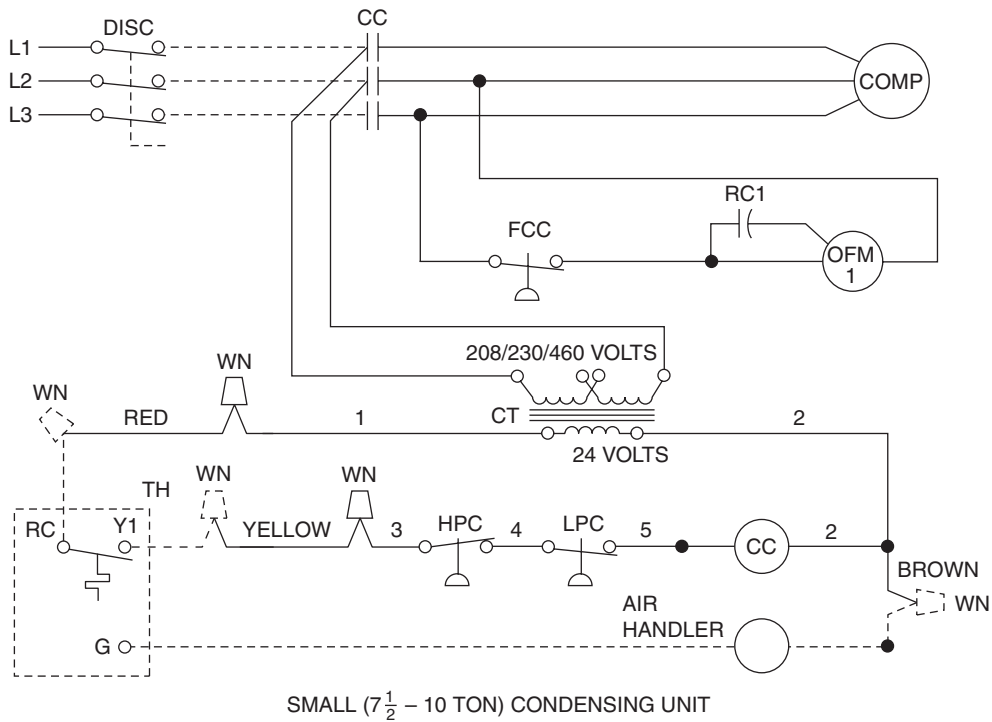 DISC
CC
L1
L2
L3
COMP
RC1
FCC
OFM
1
208/230/460 VOLTS
WN
WN
RED
1
CT
2
24 VOLTS
WN
WN
TH
RC
Y1
YELLOW
3
HPC
4
LPC
5
CC
2
BROWN
WN
AIR
HANDLER
G
SMALL (7 1/2 – 10 TON) CONDENSING UNIT